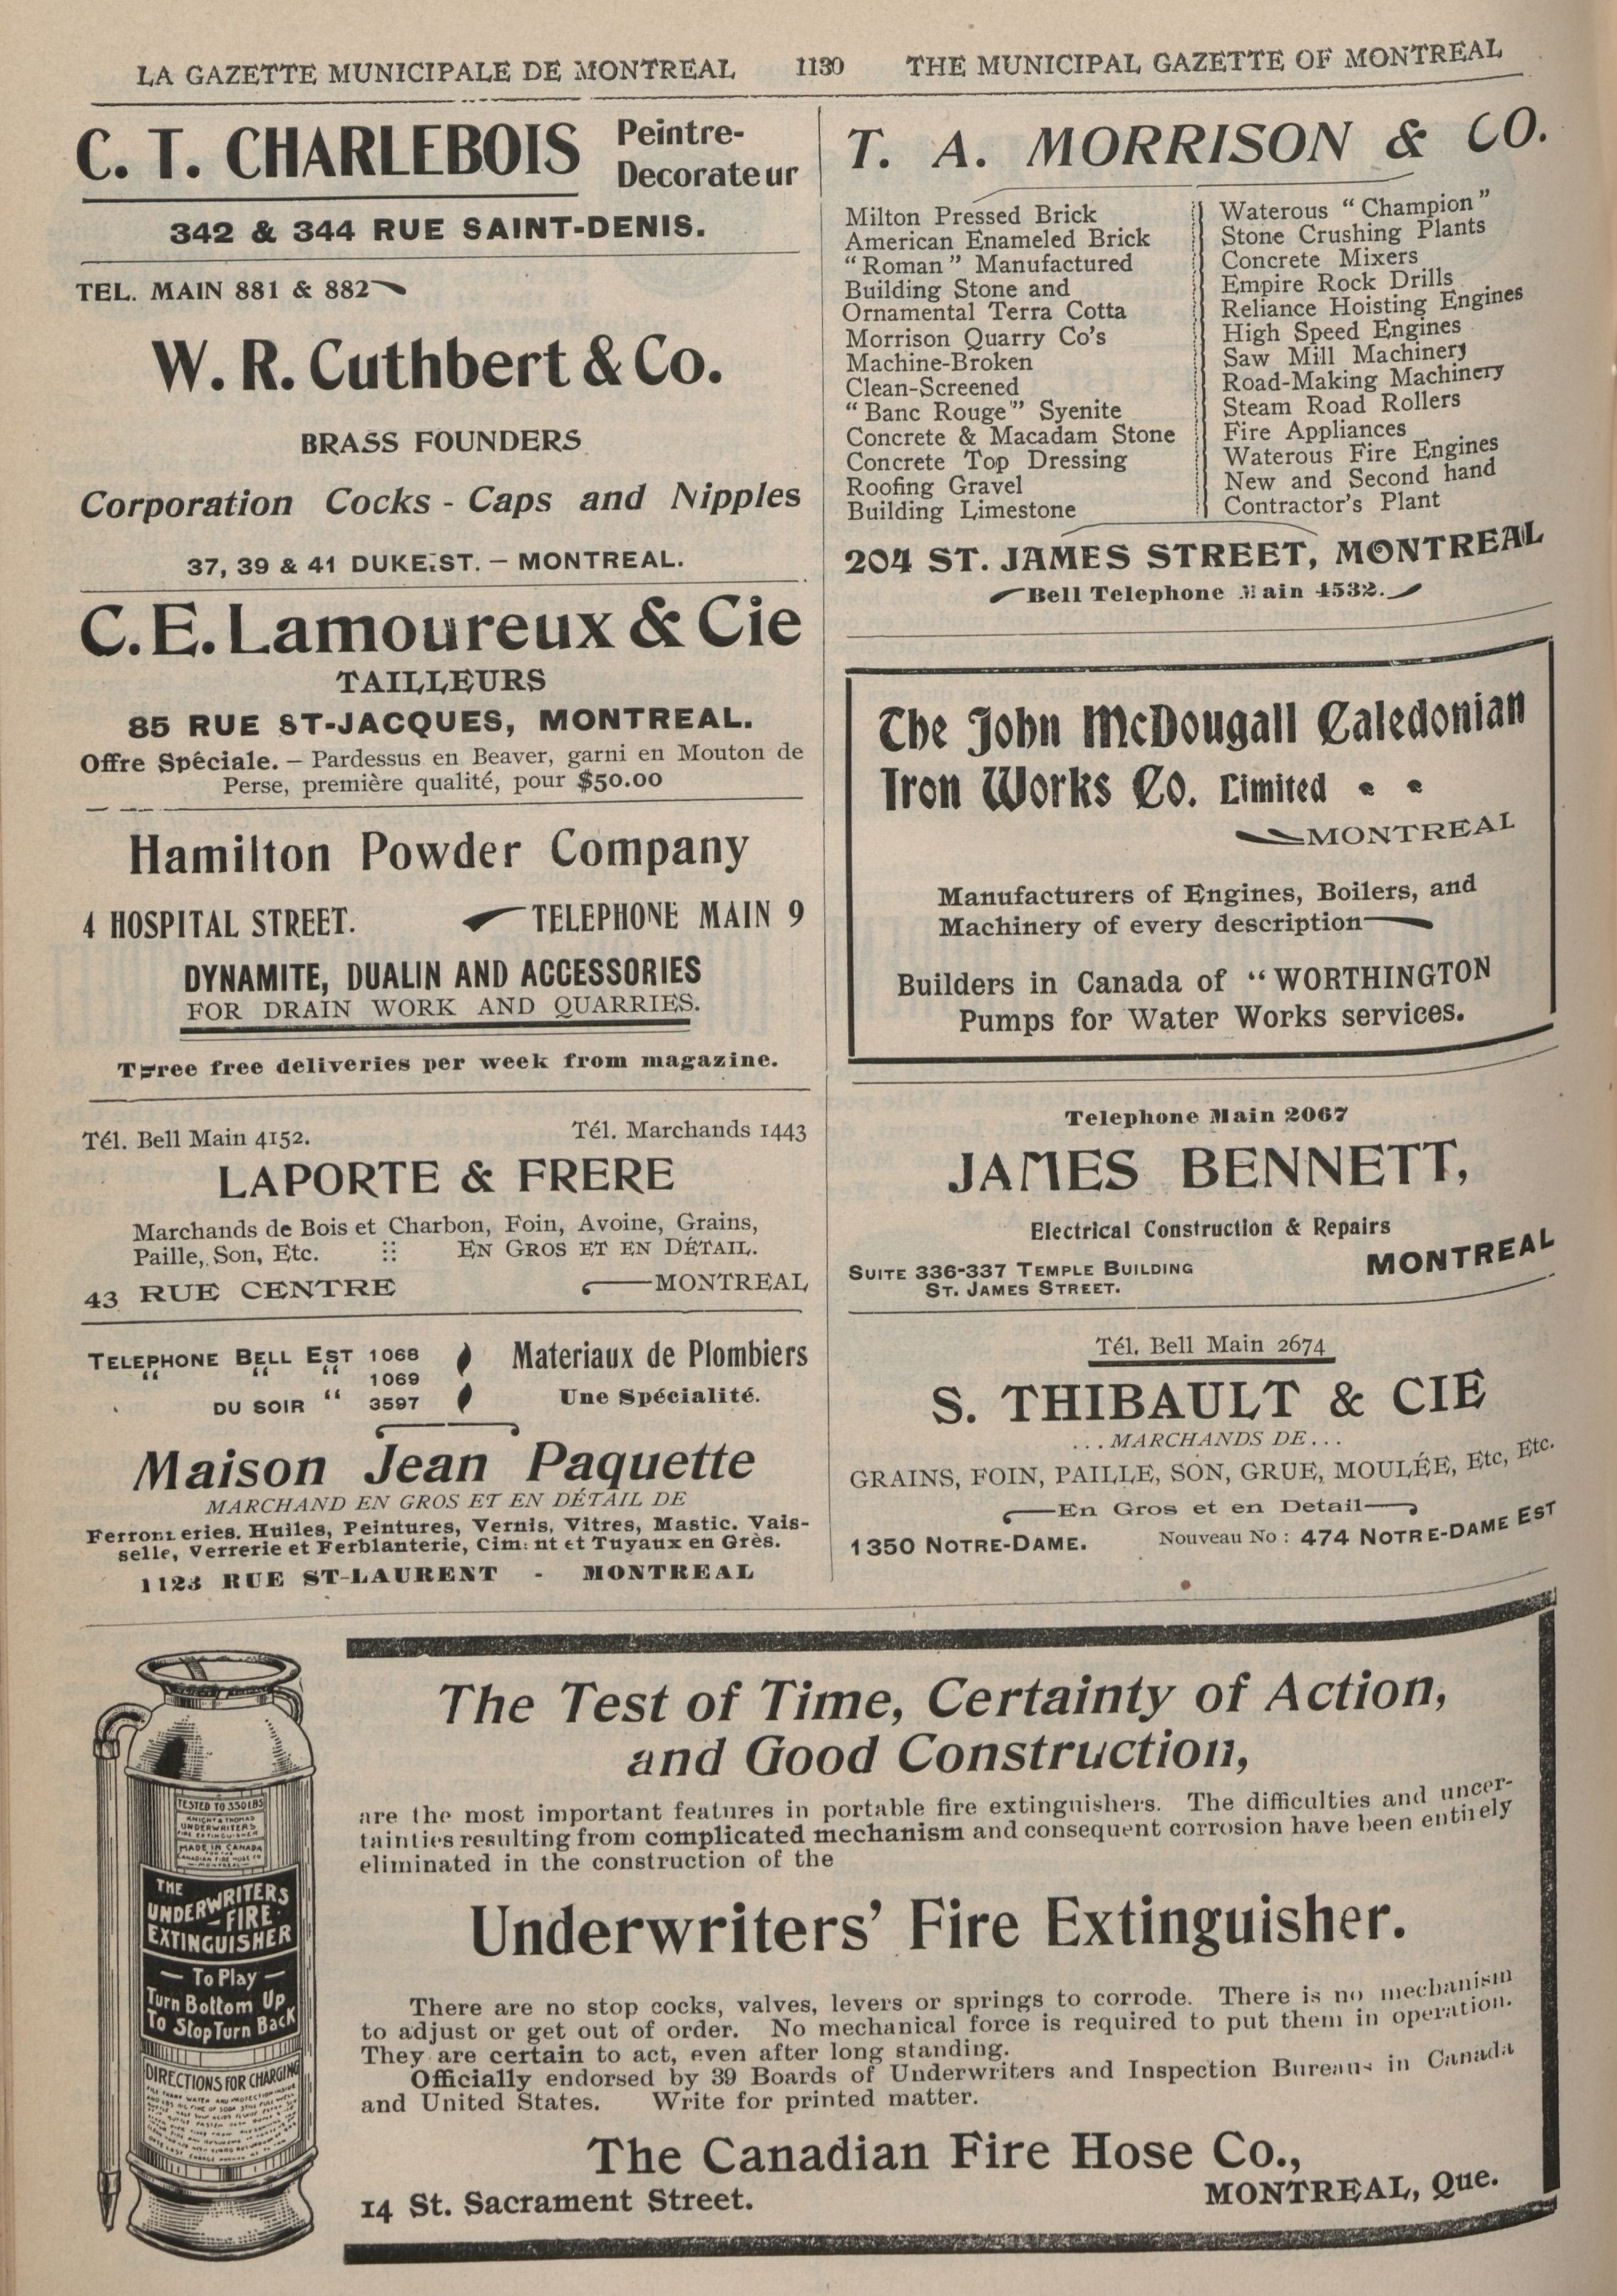 LA GAZETTE MUNICIPALE DE MONTREAL 1130 THE MUNICIPAL GAZETTE OF MONTREAL
C. T. CHARLEBOIS
Peintre-
Decorateur
342 & 344 RUE SAINT-DENIS.
TEL. MAIN 881 & 882
W. R. Cuthbert & Co.
BRASS FOUNDERS
Corporation Cocks - Caps and Nipples
37, 39 & 41 DUKE ST. — MONTREAL.
C. E. Lamoureux & Cie
TAILLEURS
85 RUE ST-JACQUES, MONTREAL.
Offre Spéciale. — Pardessus en Beaver, garni en Mouton de
Perse, première qualité, pour $50.00
Hamilton Powder Company
4 HOSPITAL STREET. TELEPHONE MAIN 9
DYNAMITE, DUALIN AND ACCESSORIES
FOR DRAIN WORK AND QUARRIES.
Three free deliveries per week from magazine.
Tél. Bell Main 4152. Tél. Marchands 1443
LAPORTE & FRERE
Marchands de Bois et Charbon, Foin, Avoine, Grains,
Paille, Son, Etc. :: EN GROS ET EN DÉTAIL.
43 RUE CENTRE MONTREAL
TELEPHONE BELL EST 1068
“ “ “ 1069
DU SOIR “ 3597
Materiaux de Plombiers
Une Spécialité.
Maison Jean Paquette
MARCHAND EN GROS ET EN DÉTAIL DE
Ferronneries. Huiles, Peintures, Vernis, Vitres, Mastic. Vais-
selle, Verrerie et Ferblanterie, Ciment et Tuyaux en Grès.
1123 RUE ST-LAURENT - MONTREAL
T. A. MORRISON & CO.
Milton Pressed Brick
American Enameled Brick
“Roman” Manufactured
Building Stone and
Ornamental Terra Cotta
Morrison Quarry Co's
Machine-Broken
Clean-Screened
“Banc Rouge” Syenite
Concrete & Macadam Stone
Concrete Top Dressing
Roofing Gravel
Building Limestone
Waterous “Champion”
Stone Crushing Plants
Concrete Mixers
Empire Rock Drills
Reliance Hoisting Engines
High Speed Engines
Saw Mill Machinery
Road-Making Machinery
Steam Road Rollers
Fire Appliances
Waterous Fire Engines
New and Second hand
Contractor's Plant
204 ST. JAMES STREET, MONTREAL
Bell Telephone Main 4532.
The John McDougall Caledonian
Iron Works Co. Limited
MONTREAL
Manufacturers of Engines, Boilers, and
Machinery of every description
Builders in Canada of “WORTHINGTON
Pumps for Water Works services.
Telephone Main 2067
JAMES BENNETT,
Electrical Construction & Repairs
SUITE 336-337 TEMPLE BUILDING
ST. JAMES STREET.
MONTREAL
Tél. Bell Main 2674
S. THIBAULT & CIE
...MARCHANDS DE...
GRAINS, FOIN, PAILLE, SON, GRUE, MOULÉE, Etc, Etc.
En Gros et en Detail
1350 NOTRE-DAME. Nouveau No : 474 NOTRE-DAME EST
TESTED TO 350 LBS
KNIGHT & THOMAS
UNDERWRITERS
FIRE EXTINGUISHER
MADE IN CANADA
FOR THE
CANADIAN FIRE HOSE CO
MONTREAL
THE
UNDERWRITERS
FIRE
EXTINGUISHER
— To Play —
Turn Bottom Up
To Stop Turn Back
DIRECTIONS FOR CHARGING
The Test of Time, Certainty of Action,
and Good Construction,
are the most important features in portable fire extinguishers. The difficulties and uncer-
tainties resulting from complicated mechanism and consequent corrosion have been entirely
eliminated in the construction of the
Underwriters' Fire Extinguisher.
There are no stop cocks, valves, levers or springs to corrode. There is no mechanism
to adjust or get out of order. No mechanical force is required to put them in operation.
They are certain to act, even after long standing.
Officially endorsed by 39 Boards of Underwriters and Inspection Bureaus in Canada
and United States. Write for printed matter.
The Canadian Fire Hose Co.,
14 St. Sacrament Street. MONTREAL, Que.